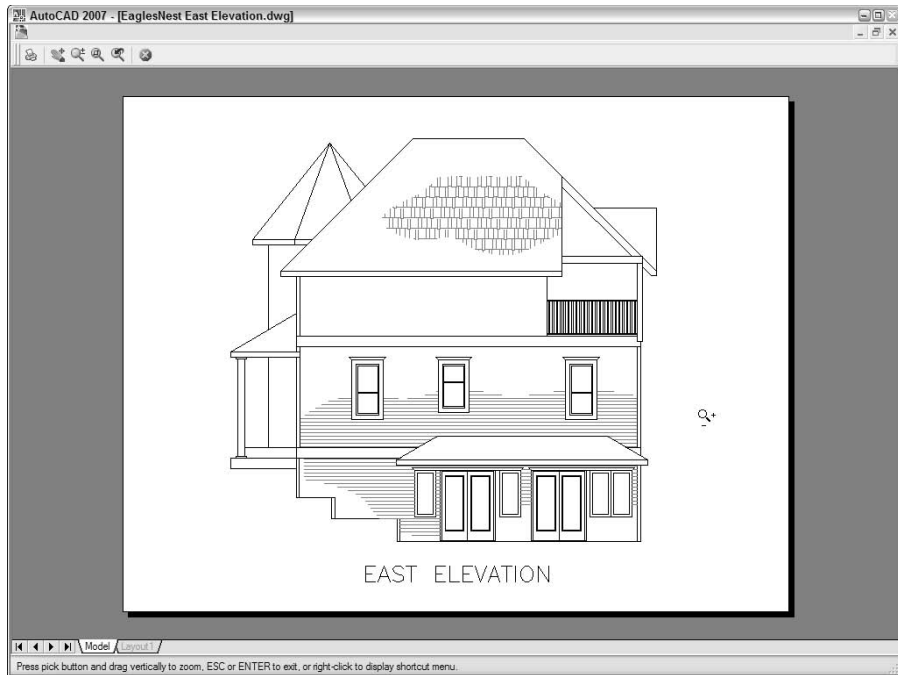 AutoCAD 2007 - [EaglesNest East Elevation.dwg]
EAST ELEVATION
Model Layout1
Press pick button and drag vertically to zoom, ESC or ENTER to exit, or right-click to display shortcut menu.